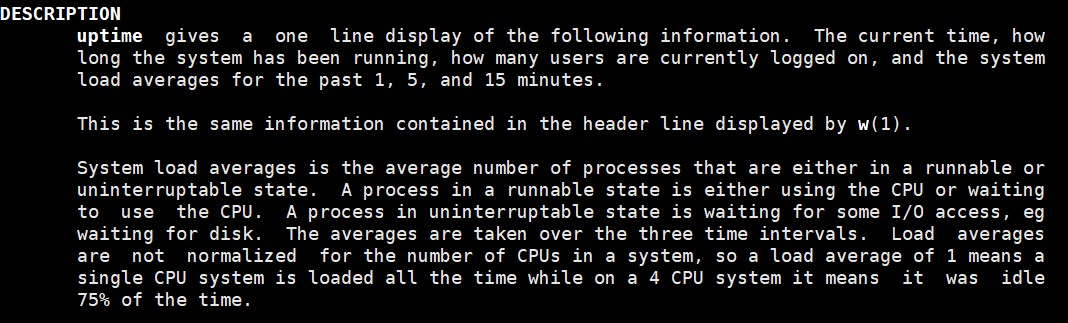 DESCRIPTION
uptime gives a one line display of the following information. The current time, how
long the system has been running, how many users are currently logged on, and the system
load averages for the past 1, 5, and 15 minutes.
This is the same information contained in the header line displayed by w(1).
System load averages is the average number of processes that are either in a runnable or
uninterruptable state. A process in a runnable state is either using the CPU or waiting
to use the CPU. A process in uninterruptable state is waiting for some I/O access, eg
waiting for disk. The averages are taken over the three time intervals. Load averages
are not normalized for the number of CPUs in a system, so a load average of 1 means a
single CPU system is loaded all the time while on a 4 CPU system it means it was idle
75% of the time.